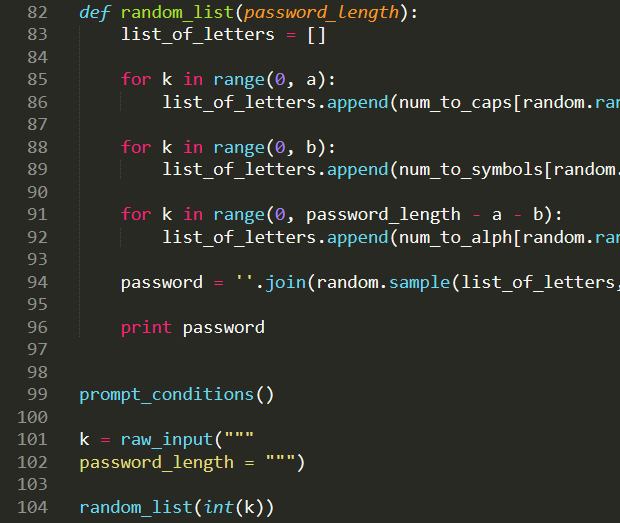 82 def random_list(password_length):
83 list_of_letters = []
84
85 for k in range(0, a):
86 list_of_letters.append(num_to_caps[random.ran
87
88 for k in range(0, b):
89 list_of_letters.append(num_to_symbols[random.
90
91 for k in range(0, password_length - a - b):
92 list_of_letters.append(num_to_alph[random.ran
93
94 password = ''.join(random.sample(list_of_letters,
95
96 print password
97
98
99 prompt_conditions()
100
101 k = raw_input("""
102 password_length = """)
103
104 random_list(int(k))